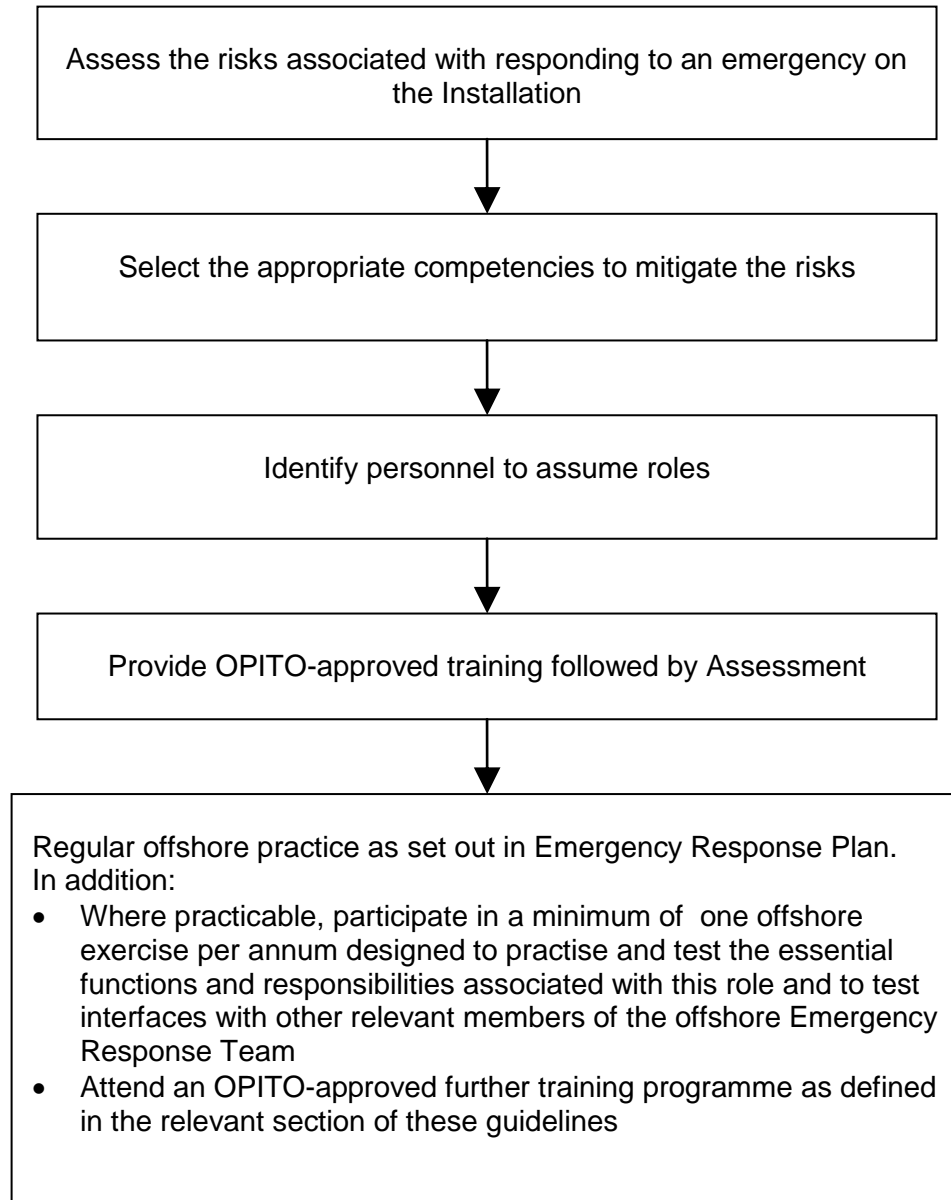 Assess the risks associated with responding to an emergency on
the Installation
Select the appropriate competencies to mitigate the risks
Identify personnel to assume roles
Provide OPITO-approved training followed by Assessment
Regular offshore practice as set out in Emergency Response Plan.
In addition:
• Where practicable, participate in a minimum of one offshore
exercise per annum designed to practise and test the essential
functions and responsibilities associated with this role and to test
interfaces with other relevant members of the offshore Emergency
Response Team
• Attend an OPITO-approved further training programme as defined
in the relevant section of these guidelines